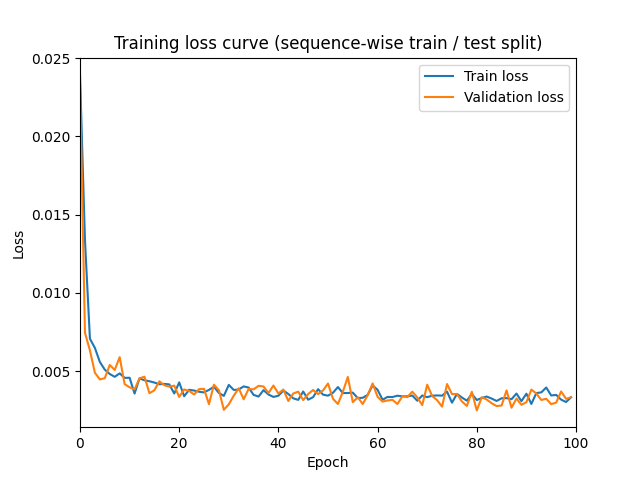 Training loss curve (sequence-wise train / test split)
0.025
0.020
0.015
0.010
0.005
Loss
Train loss
Validation loss
0 20 40 60 80 100
Epoch